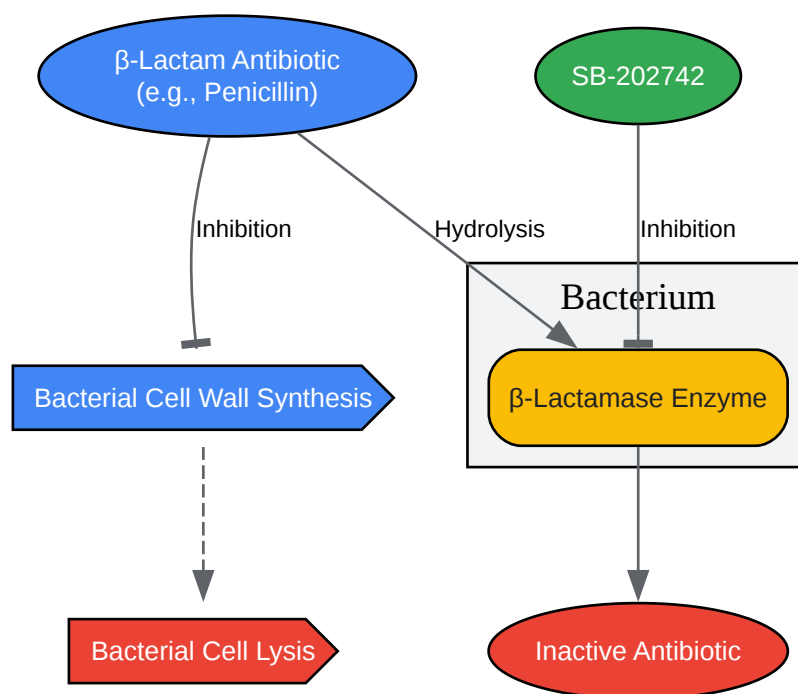 β-Lactam Antibiotic
(e.g., Penicillin)
SB-202742
Inhibition
Hydrolysis
Inhibition
Bacterium
Bacterial Cell Wall Synthesis
β-Lactamase Enzyme
Bacterial Cell Lysis
Inactive Antibiotic